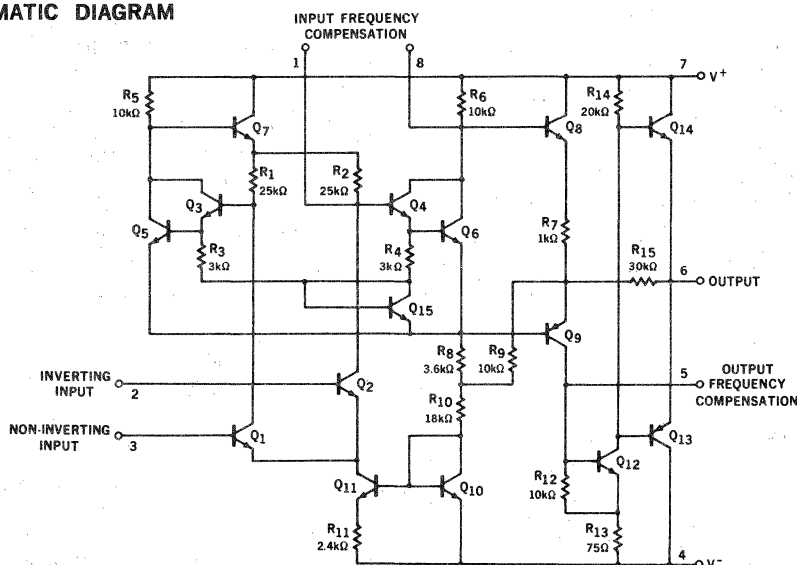 MATIC DIAGRAM
INPUT FREQUENCY
COMPENSATION
1
8
7
V+
R5
10kΩ
Q7
R6
10kΩ
Q8
R14
20kΩ
Q14
R1
25kΩ
R2
25kΩ
Q3
Q4
Q5
Q6
R3
3kΩ
R4
3kΩ
R7
1kΩ
R15
30kΩ
6
OUTPUT
Q15
Q9
R8
3.6kΩ
R9
10kΩ
INVERTING
INPUT
2
Q2
5
OUTPUT
FREQUENCY
COMPENSATION
R10
18kΩ
NON-INVERTING
INPUT
3
Q1
Q12
Q13
Q11
Q10
R12
10kΩ
R11
2.4kΩ
R13
75Ω
4
V-